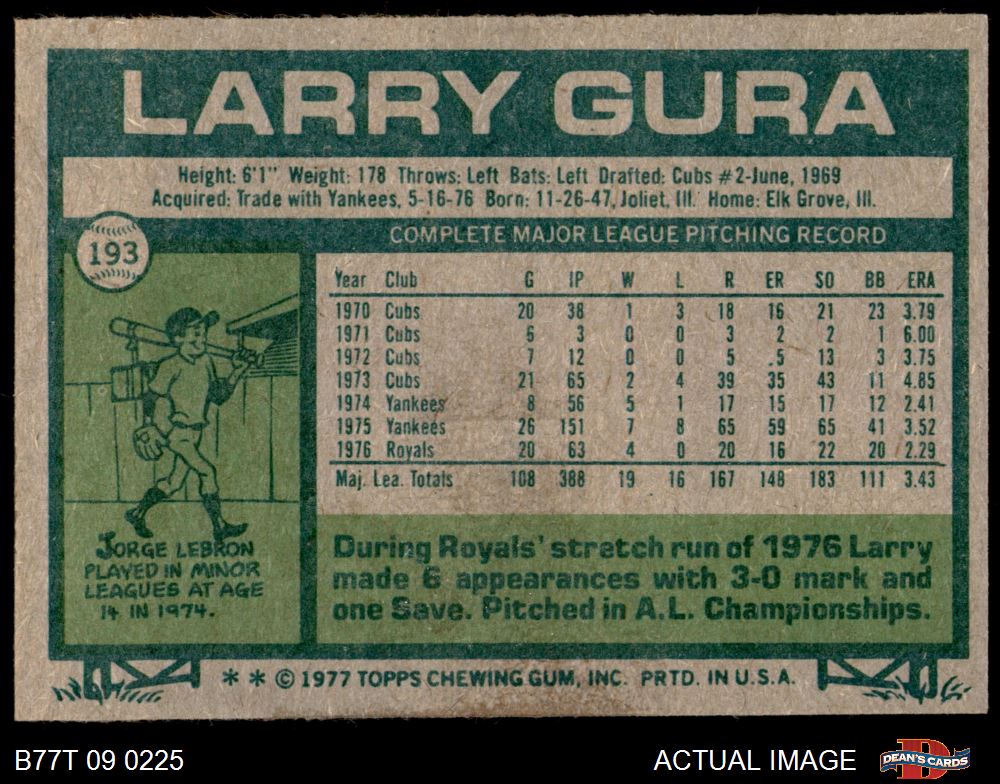 LARRY GURA
Height: 6'1" Weight: 178 Throws: Left Bats: Left Drafted: Cubs #2-June, 1969
Acquired: Trade with Yankees, 5-16-76 Born: 11-26-47, Joliet, Ill. Home: Elk Grove, Ill.
193
COMPLETE MAJOR LEAGUE PITCHING RECORD
Year Club G IP W L R ER SO BB ERA
1970 Cubs 20 38 1 3 18 16 21 23 3.79
1971 Cubs 6 3 0 0 3 2 2 1 6.00
1972 Cubs 7 12 0 0 5 .5 13 3 3.75
1973 Cubs 21 65 2 4 39 35 43 11 4.85
1974 Yankees 8 56 5 1 17 15 17 12 2.41
1975 Yankees 26 151 7 8 65 59 65 41 3.52
1976 Royals 20 63 4 0 20 16 22 20 2.29
Maj. Lea. Totals 108 388 19 16 167 148 183 111 3.43
JORGE LEBRON
PLAYED IN MINOR
LEAGUES AT AGE
14 IN 1974.
During Royals' stretch run of 1976 Larry
made 6 appearances with 3-0 mark and
one Save. Pitched in A.L. Championships.
* * © 1977 TOPPS CHEWING GUM, INC. PRTD. IN U.S.A.
B77T 09 0225
ACTUAL IMAGE
DEAN'S CARDS